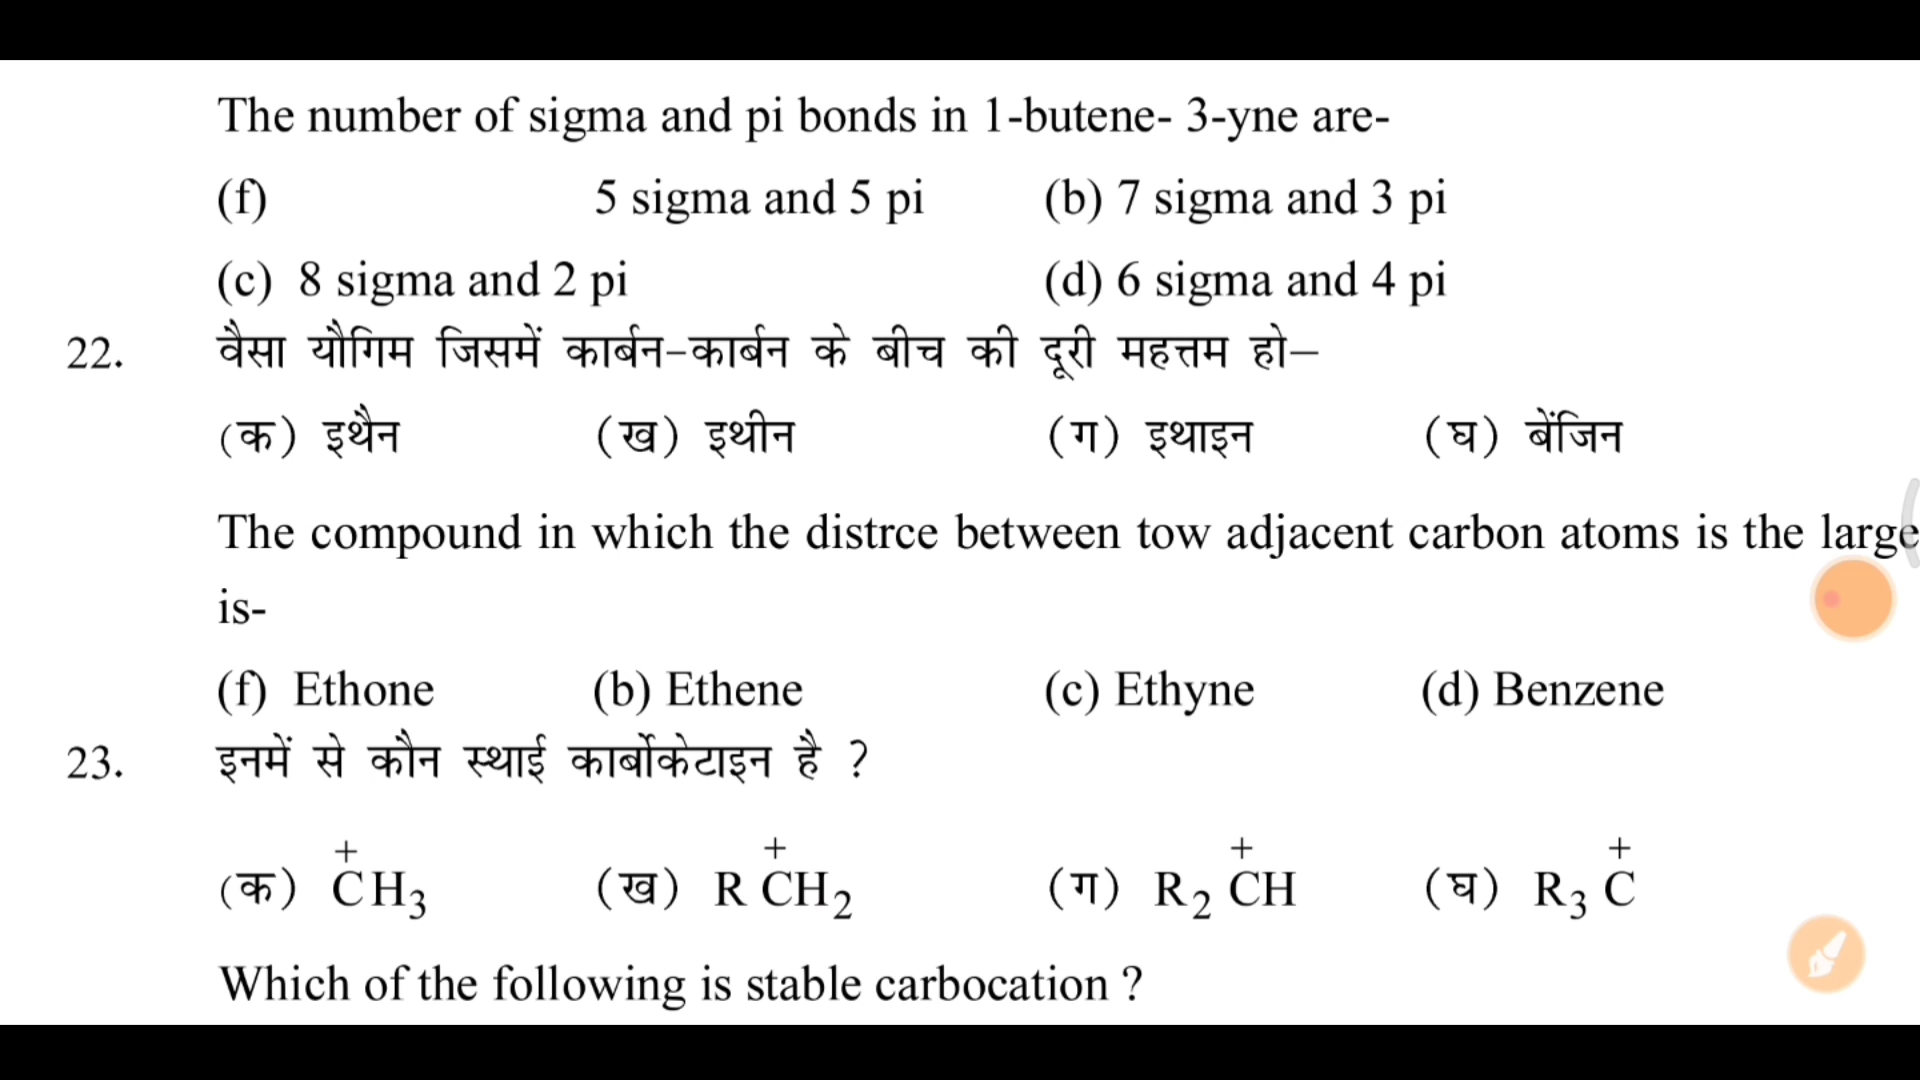 The number of sigma and pi bonds in 1-butene- 3-yne are-
(f) 5 sigma and 5 pi (b) 7 sigma and 3 pi
(c) 8 sigma and 2 pi (d) 6 sigma and 4 pi
22. वैसा यौगिम जिसमें कार्बन–कार्बन के बीच की दूरी महत्तम हो–
(क) इथैन (ख) इथीन (ग) इथाइन (घ) बेंजिन
The compound in which the distrce between tow adjacent carbon atoms is the large
is-
(f) Ethone (b) Ethene (c) Ethyne (d) Benzene
23. इनमें से कौन स्थाई कार्बोकेटाइन है ?
(क) C⁺H₃ (ख) R C⁺H₂ (ग) R₂ C⁺H (घ) R₃ C⁺
Which of the following is stable carbocation ?